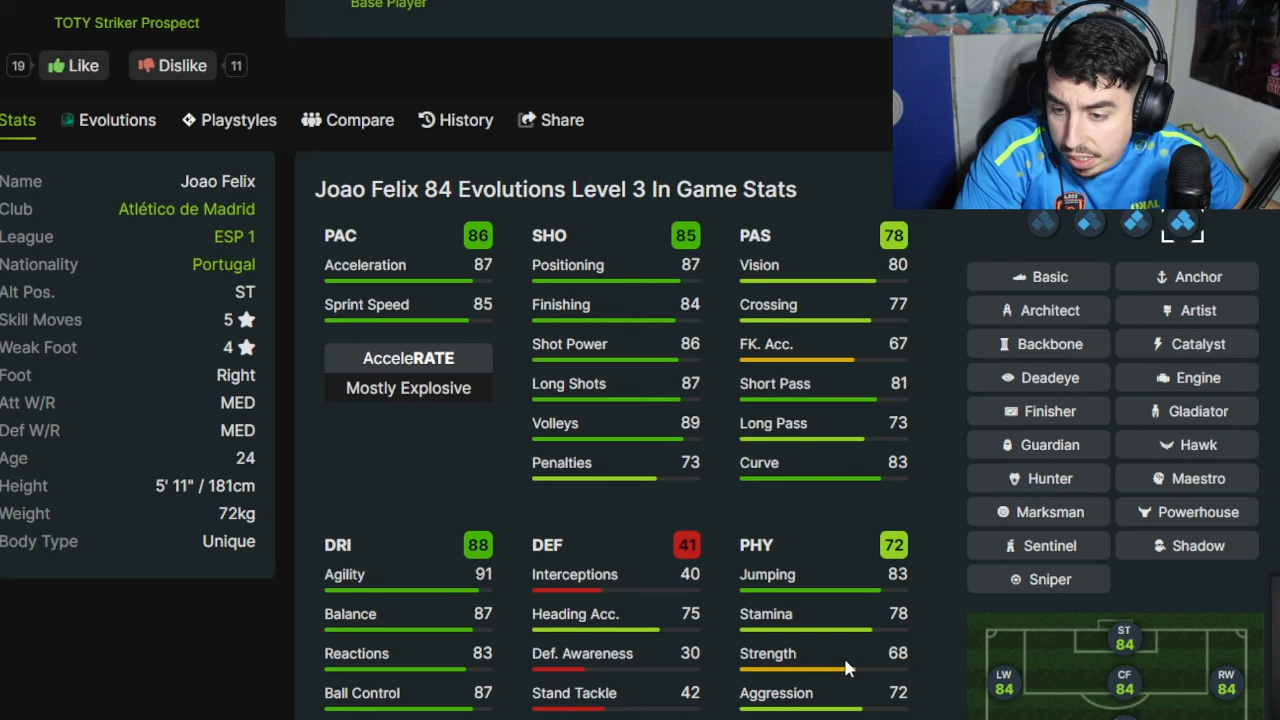 Base Player
TOTY Striker Prospect
19 Like Dislike 11
Stats Evolutions Playstyles Compare History Share
Name Joao Felix
Club Atlético de Madrid
League ESP 1
Nationality Portugal
Alt Pos. ST
Skill Moves 5
Weak Foot 4
Foot Right
Att W/R MED
Def W/R MED
Age 24
Height 5' 11" / 181cm
Weight 72kg
Body Type Unique
Joao Felix 84 Evolutions Level 3 In Game Stats
PAC 86
Acceleration 87
Sprint Speed 85
AcceleRATE
Mostly Explosive
SHO 85
Positioning 87
Finishing 84
Shot Power 86
Long Shots 87
Volleys 89
Penalties 73
PAS 78
Vision 80
Crossing 77
FK. Acc. 67
Short Pass 81
Long Pass 73
Curve 83
DRI 88
Agility 91
Balance 87
Reactions 83
Ball Control 87
DEF 41
Interceptions 40
Heading Acc. 75
Def. Awareness 30
Stand Tackle 42
PHY 72
Jumping 83
Stamina 78
Strength 68
Aggression 72
Basic Anchor
Architect Artist
Backbone Catalyst
Deadeye Engine
Finisher Gladiator
Guardian Hawk
Hunter Maestro
Marksman Powerhouse
Sentinel Shadow
Sniper
ST
84
LW CF RW
84 84 84